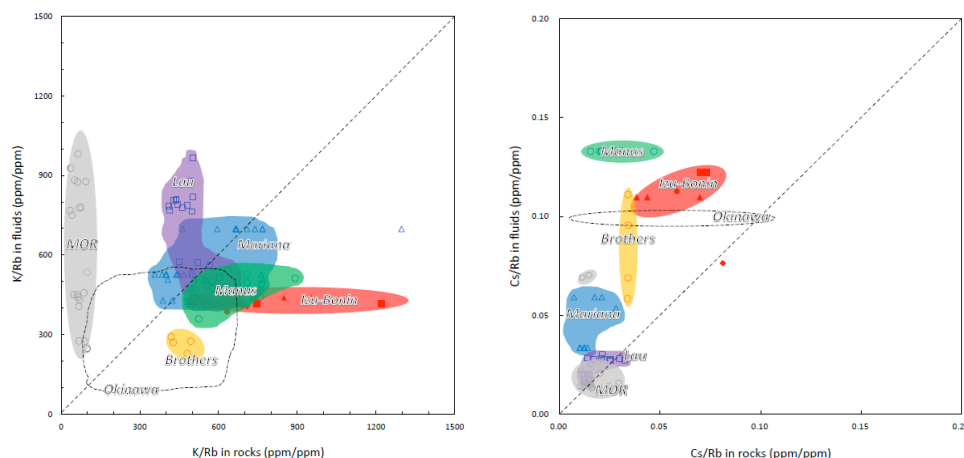 1500
1200
900
600
300
0
K/Rb in fluids (ppm/ppm)
MOR
Lau
Mariana
Manus
Izu-Bonin
Brothers
Okinawa
0
300
600
900
1200
1500
K/Rb in rocks (ppm/ppm)
0.20
0.15
0.10
0.05
0.00
Cs/Rb in fluids (ppm/ppm)
Manus
Izu-Bonin
Okinawa
Brothers
Mariana
Lau
MOR
0.00
0.05
0.10
0.15
0.2
Cs/Rb in rocks (ppm/ppm)